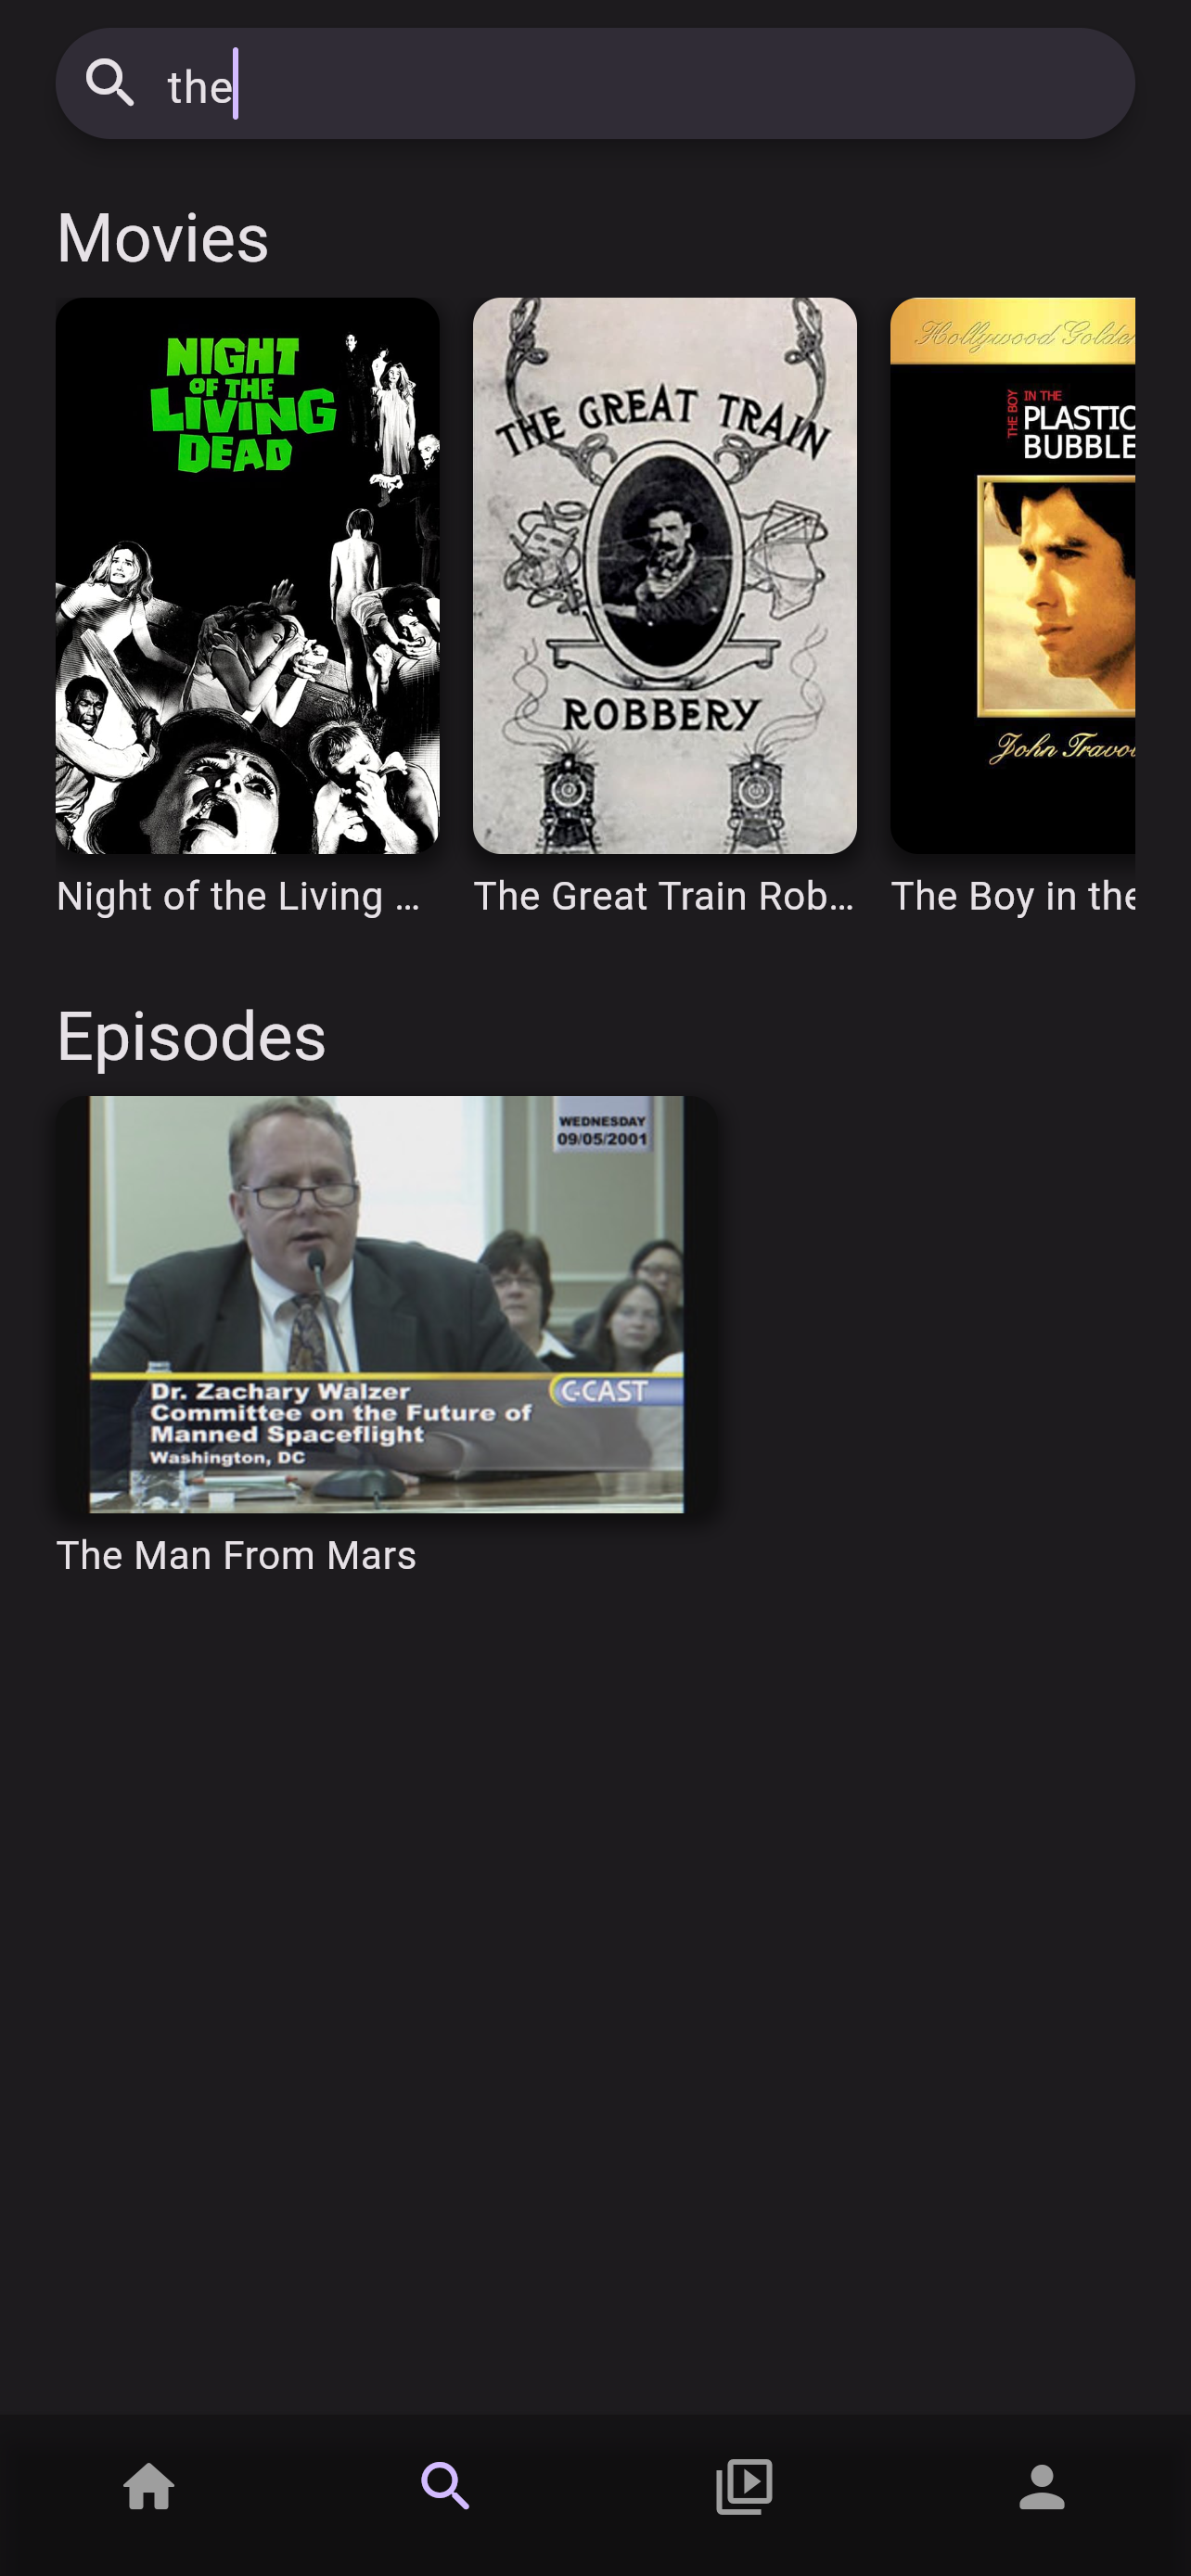 the
Movies
NIGHT
OF THE
LIVING
DEAD
THE GREAT TRAIN
ROBBERY
Hollywood Golden
THE BOY
IN THE
PLASTIC
BUBBLE
John Travo
Night of the Living ...
The Great Train Rob...
The Boy in the
Episodes
WEDNESDAY
09/05/2001
C-CAST
Dr. Zachary Walzer
Committee on the Future of
Manned Spaceflight
Washington, DC
The Man From Mars